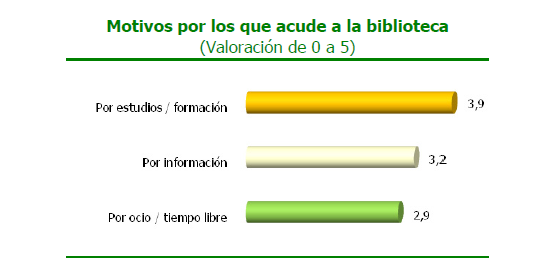 Motivos por los que acude a la biblioteca
(Valoración de 0 a 5)
Por estudios / formación 3,9
Por información 3,2
Por ocio / tiempo libre 2,9